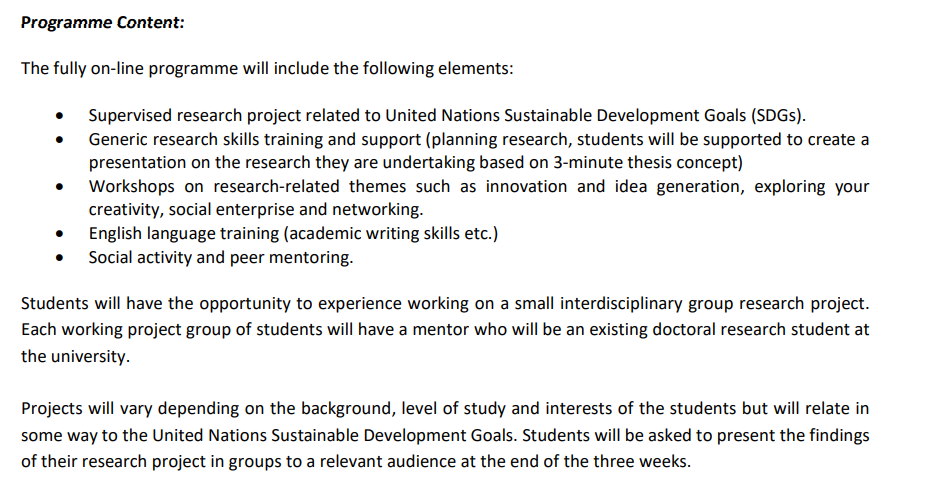 Programme Content:
The fully on-line programme will include the following elements:
• Supervised research project related to United Nations Sustainable Development Goals (SDGs).
• Generic research skills training and support (planning research, students will be supported to create a
presentation on the research they are undertaking based on 3-minute thesis concept)
• Workshops on research-related themes such as innovation and idea generation, exploring your
creativity, social enterprise and networking.
• English language training (academic writing skills etc.)
• Social activity and peer mentoring.
Students will have the opportunity to experience working on a small interdisciplinary group research project.
Each working project group of students will have a mentor who will be an existing doctoral research student at
the university.
Projects will vary depending on the background, level of study and interests of the students but will relate in
some way to the United Nations Sustainable Development Goals. Students will be asked to present the findings
of their research project in groups to a relevant audience at the end of the three weeks.